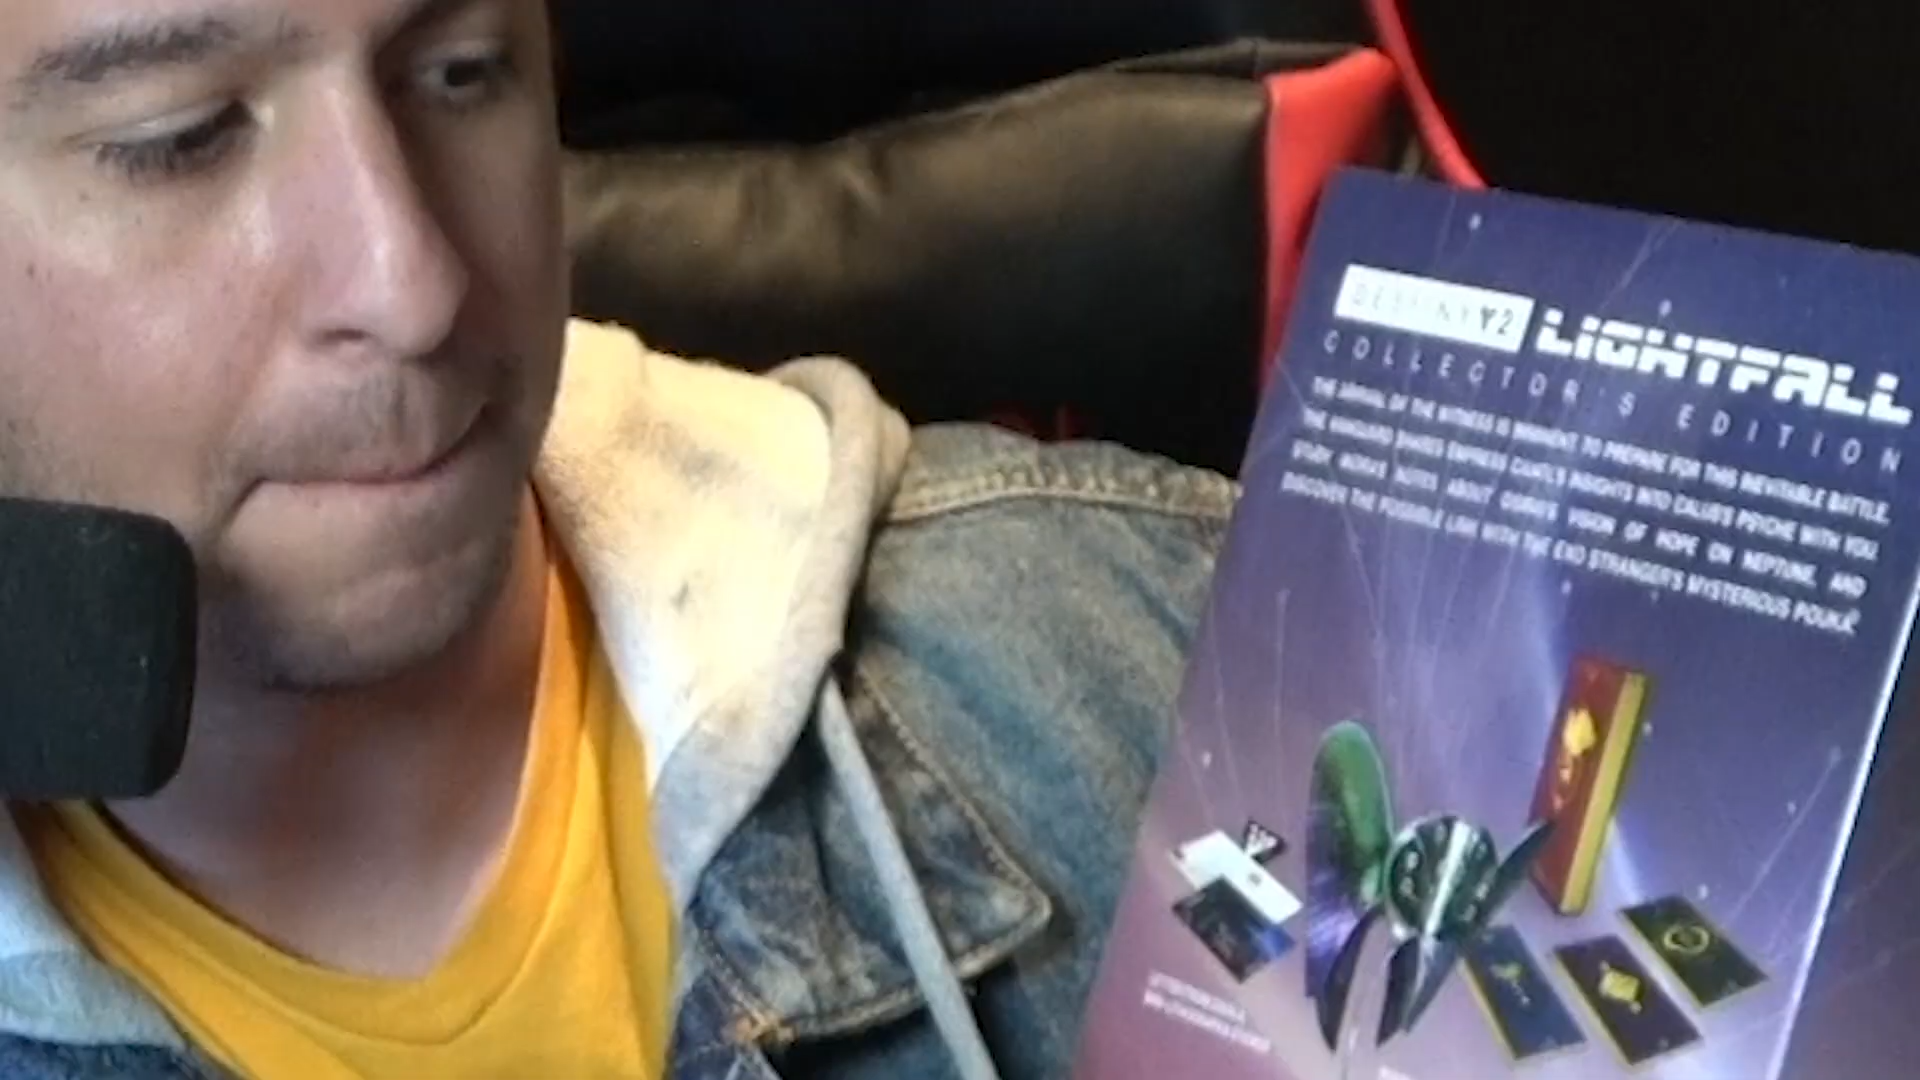 DESTINY 2 LIGHTFALL
COLLECTOR'S EDITION
THE ARRIVAL OF THE WITNESS IS IMMINENT. TO PREPARE FOR THIS INEVITABLE BATTLE,
THE VANGUARD SHARES EMPRESS CAIATL'S INSIGHTS INTO CALUS'S PSYCHE WITH YOU.
STUDY WORKS NOTES ABOUT OSIRIS'S VISION OF HOPE ON NEPTUNE, AND
DISCOVER THE POSSIBLE LINK WITH THE EXO STRANGER'S MYSTERIOUS POUKA.